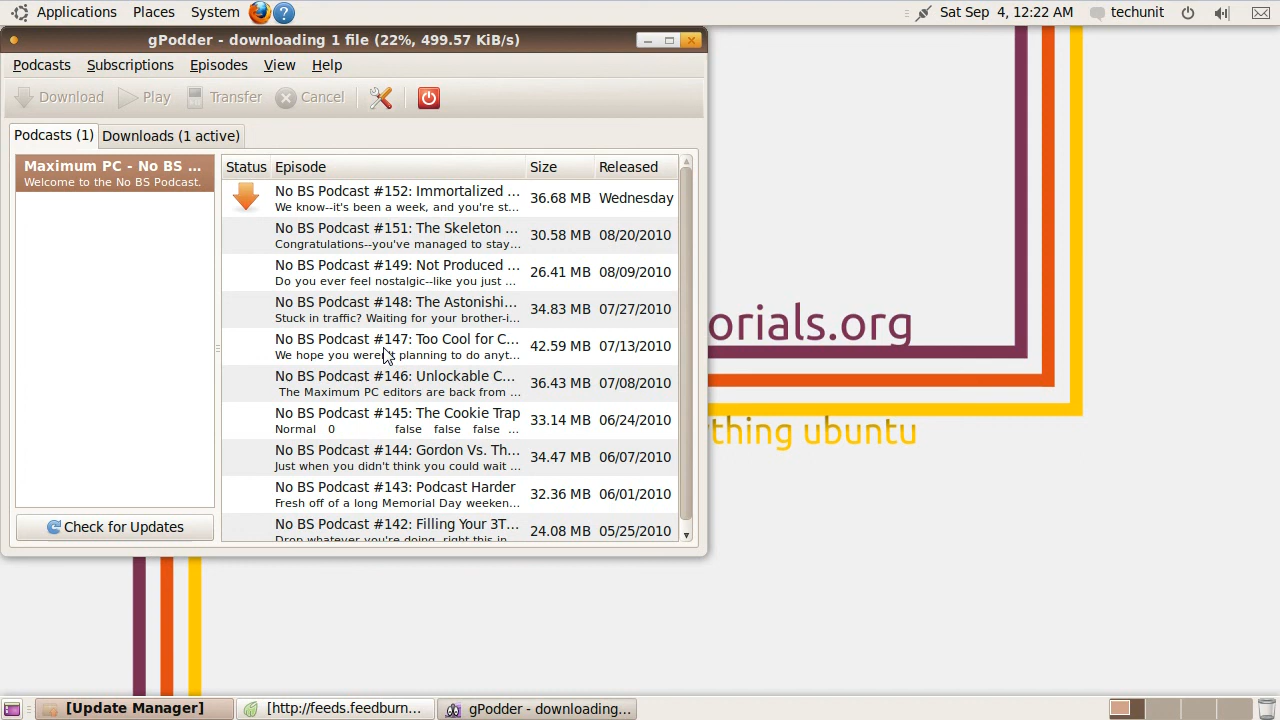 Applications Places System Sat Sep 4, 12:22 AM techunit
gPodder - downloading 1 file (22%, 499.57 KiB/s)
Podcasts Subscriptions Episodes View Help
Download Play Transfer Cancel
Podcasts (1) Downloads (1 active)
Maximum PC - No BS ...
Welcome to the No BS Podcast.
Status Episode Size Released
No BS Podcast #152: Immortalized ... 36.68 MB Wednesday
We know--it's been a week, and you're st...
No BS Podcast #151: The Skeleton ... 30.58 MB 08/20/2010
Congratulations--you've managed to stay...
No BS Podcast #149: Not Produced ... 26.41 MB 08/09/2010
Do you ever feel nostalgic--like you just ...
No BS Podcast #148: The Astonishi... 34.83 MB 07/27/2010
Stuck in traffic? Waiting for your brother-i...
No BS Podcast #147: Too Cool for C... 42.59 MB 07/13/2010
We hope you weren't planning to do anyt...
No BS Podcast #146: Unlockable C... 36.43 MB 07/08/2010
The Maximum PC editors are back from ...
No BS Podcast #145: The Cookie Trap 33.14 MB 06/24/2010
Normal 0 false false false ...
No BS Podcast #144: Gordon Vs. Th... 34.47 MB 06/07/2010
Just when you didn't think you could wait ...
No BS Podcast #143: Podcast Harder 32.36 MB 06/01/2010
Fresh off of a long Memorial Day weeken...
No BS Podcast #142: Filling Your 3T... 24.08 MB 05/25/2010
Drop whatever you're doing, right this in...
Check for Updates
orials.org
thing ubuntu
[Update Manager] [http://feeds.feedburn... gPodder - downloading...